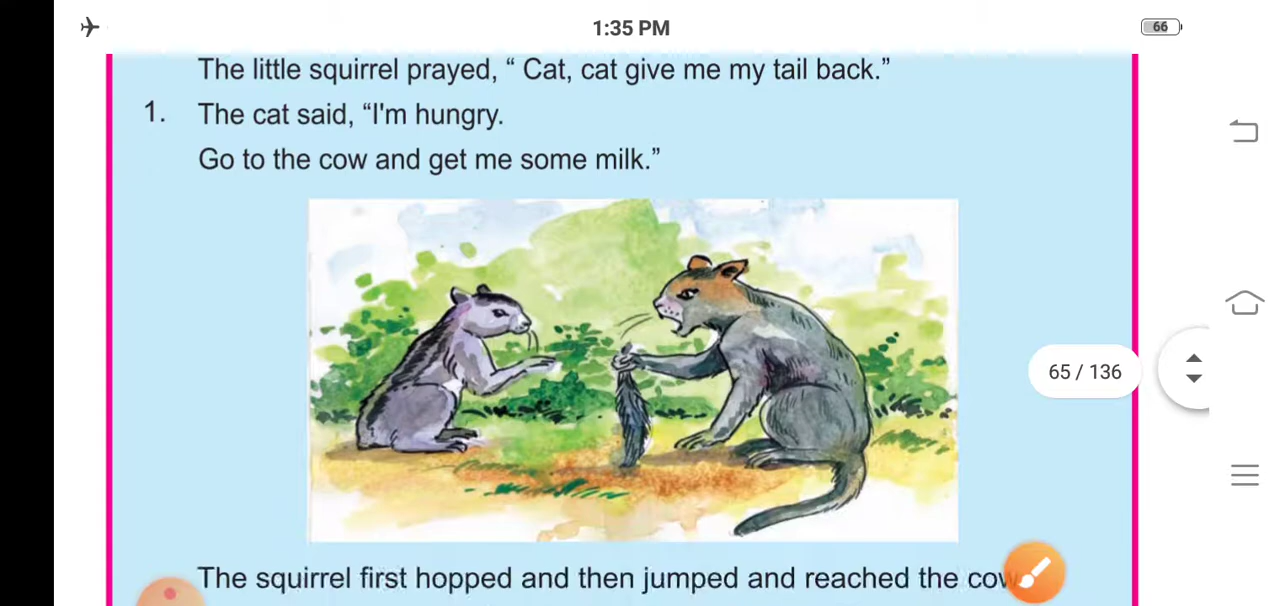 1:35 PM
66
The little squirrel prayed, “ Cat, cat give me my tail back.”
1. The cat said, “I'm hungry.
Go to the cow and get me some milk.”
65 / 136
The squirrel first hopped and then jumped and reached the